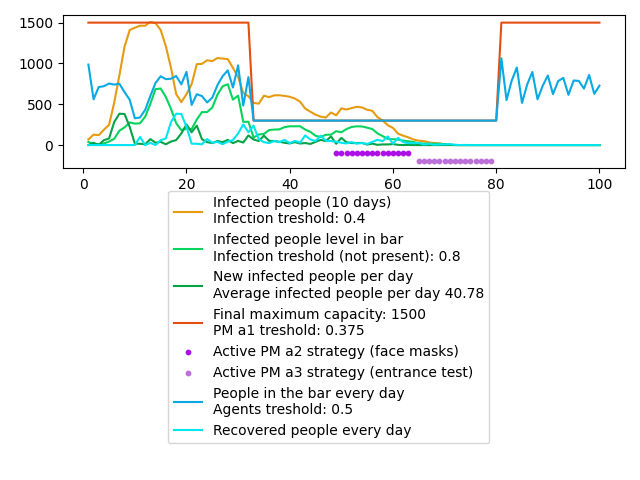 1500
1000
500
0
0 20 40 60 80 100
Infected people (10 days)
Infection treshold: 0.4
Infected people level in bar
Infection treshold (not present): 0.8
New infected people per day
Average infected people per day 40.78
Final maximum capacity: 1500
PM a1 treshold: 0.375
Active PM a2 strategy (face masks)
Active PM a3 strategy (entrance test)
People in the bar every day
Agents treshold: 0.5
Recovered people every day